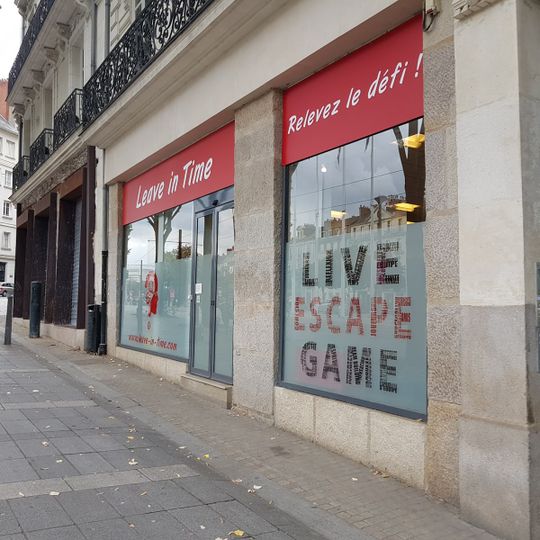 Leave in Time
Relevez le défi !
LIVE
ESCAPE
GAME
www.leave-in-time.com